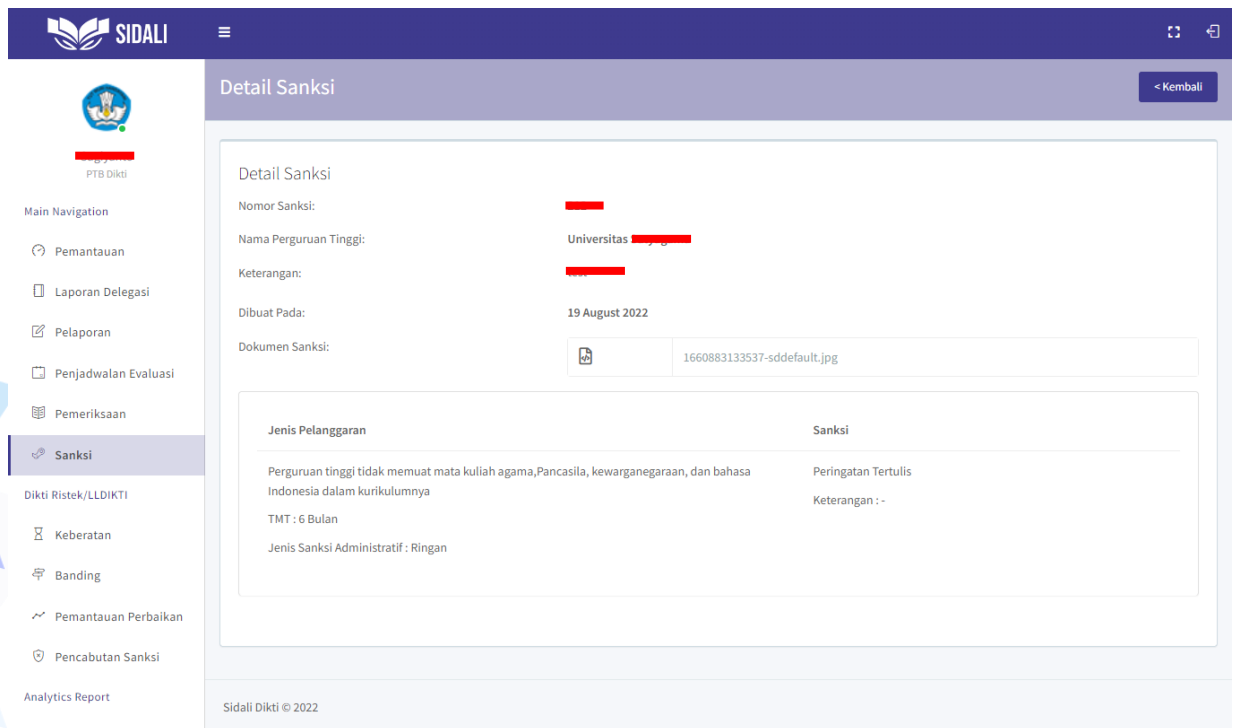 SIDALI
Detail Sanksi
< Kembali
PTB Dikti
Main Navigation
Pemantauan
Laporan Delegasi
Pelaporan
Penjadwalan Evaluasi
Pemeriksaan
Sanksi
Dikti Ristek/LLDIKTI
Keberatan
Banding
Pemantauan Perbaikan
Pencabutan Sanksi
Analytics Report
Detail Sanksi
Nomor Sanksi:
Nama Perguruan Tinggi: Universitas
Keterangan:
Dibuat Pada: 19 August 2022
Dokumen Sanksi: 1660883133537-sddefault.jpg
Jenis Pelanggaran Sanksi
Perguruan tinggi tidak memuat mata kuliah agama,Pancasila, kewarganegaraan, dan bahasa
Indonesia dalam kurikulumnya
TMT : 6 Bulan
Jenis Sanksi Administratif : Ringan
Peringatan Tertulis
Keterangan : -
Sidali Dikti © 2022